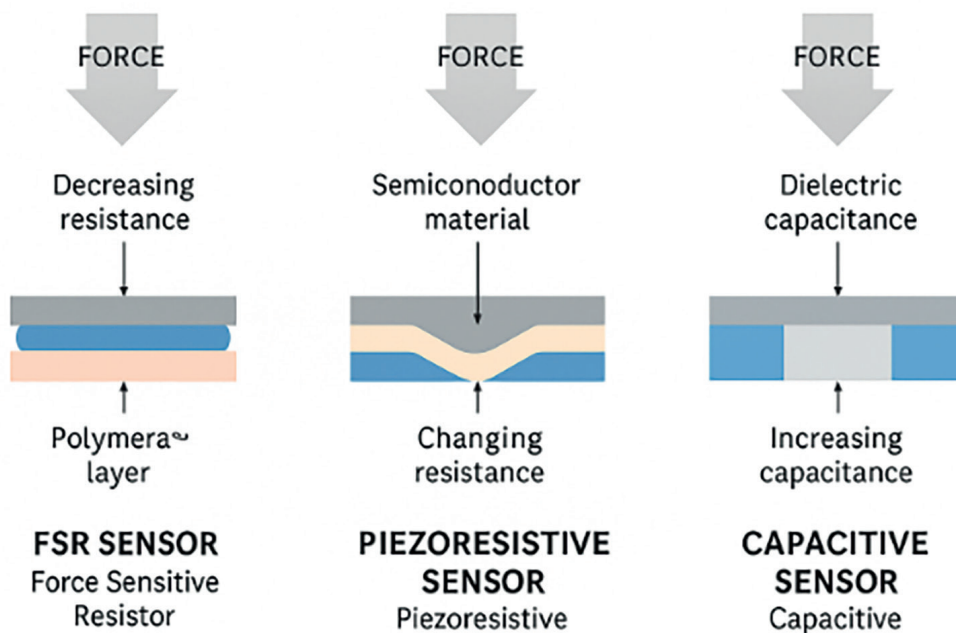 FORCE
Decreasing
resistance
Polymera
layer
FSR SENSOR
Force Sensitive
Resistor
FORCE
Semiconoductor
material
Changing
resistance
PIEZORESISTIVE
SENSOR
Piezoresistive
FORCE
Dielectric
capacitance
Increasing
capacitance
CAPACITIVE
SENSOR
Capacitive